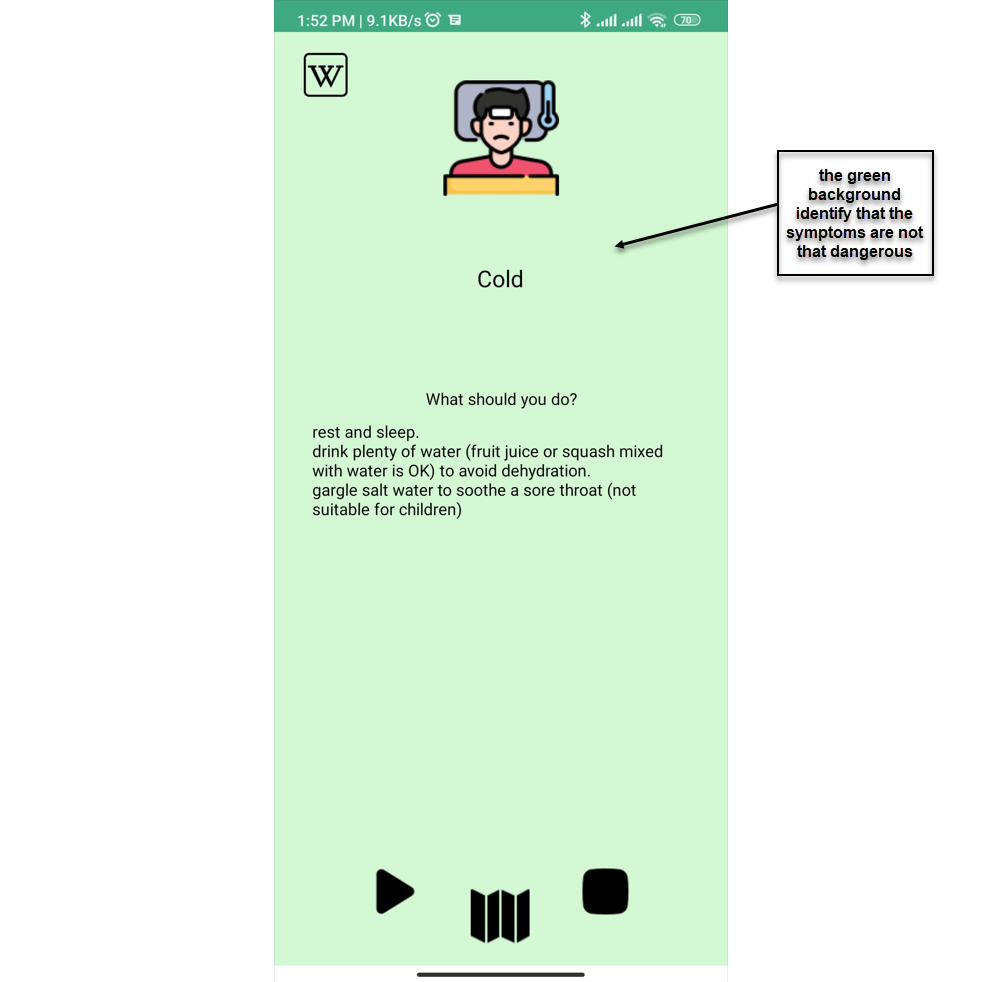 1:52 PM | 9.1KB/s
70
W
the green
background
identify that the
symptoms are not
that dangerous
Cold
What should you do?
rest and sleep.
drink plenty of water (fruit juice or squash mixed
with water is OK) to avoid dehydration.
gargle salt water to soothe a sore throat (not
suitable for children)